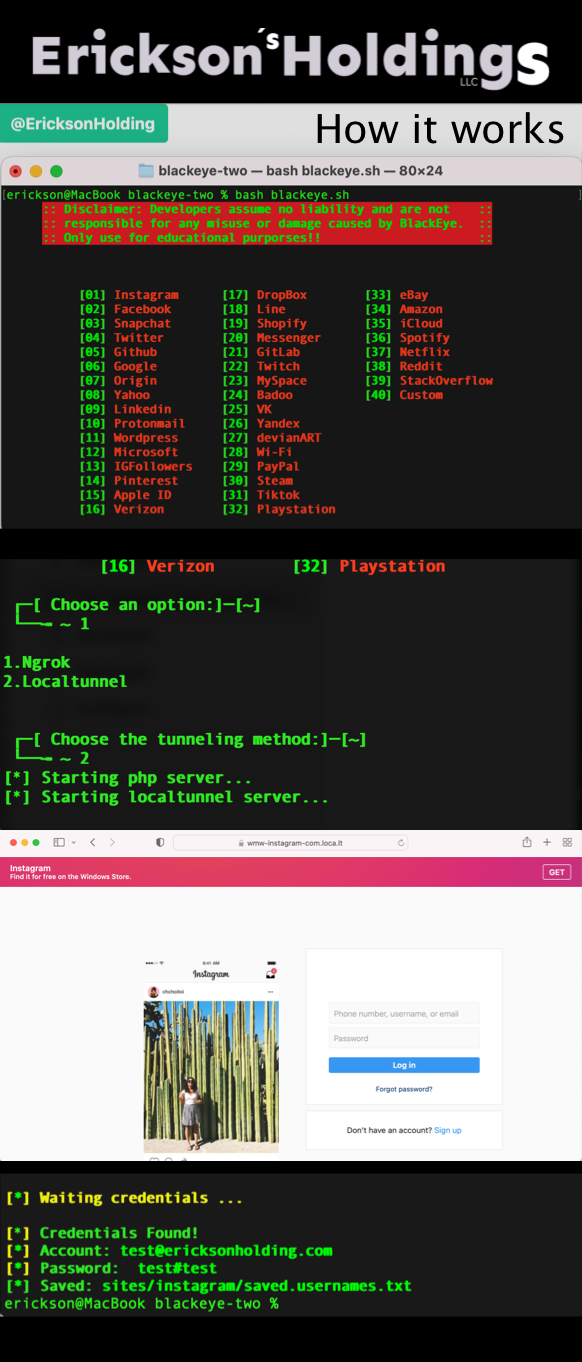 Erickson'sHoldings
LLC
@EricksonHolding
How it works
blackeye-two — bash blackeye.sh — 80×24
[erickson@MacBook blackeye-two % bash blackeye.sh ]
:: Disclaimer: Developers assume no liability and are not ::
:: responsible for any misuse or damage caused by BlackEye. ::
:: Only use for educational purporses!! ::
[01] Instagram [17] DropBox [33] eBay
[02] Facebook [18] Line [34] Amazon
[03] Snapchat [19] Shopify [35] iCloud
[04] Twitter [20] Messenger [36] Spotify
[05] Github [21] GitLab [37] Netflix
[06] Google [22] Twitch [38] Reddit
[07] Origin [23] MySpace [39] StackOverflow
[08] Yahoo [24] Badoo [40] Custom
[09] Linkedin [25] VK
[10] Protonmail [26] Yandex
[11] Wordpress [27] devianART
[12] Microsoft [28] Wi-Fi
[13] IGFollowers [29] PayPal
[14] Pinterest [30] Steam
[15] Apple ID [31] Tiktok
[16] Verizon [32] Playstation
[16] Verizon [32] Playstation
┌─[ Choose an option:]─[~]
└──╼ ~ 1
1.Ngrok
2.Localtunnel
┌─[ Choose the tunneling method:]─[~]
└──╼ ~ 2
[*] Starting php server...
[*] Starting localtunnel server...
wmw-instagram-com.loca.lt
Instagram
Find it for free on the Windows Store.
GET
9:41 AM
Instagram
chchoitoi
Phone number, username, or email
Password
Log in
Forgot password?
Don't have an account? Sign up
[*] Waiting credentials ...
[*] Credentials Found!
[*] Account: test@ericksonholding.com
[*] Password: test#test
[*] Saved: sites/instagram/saved.usernames.txt
erickson@MacBook blackeye-two %